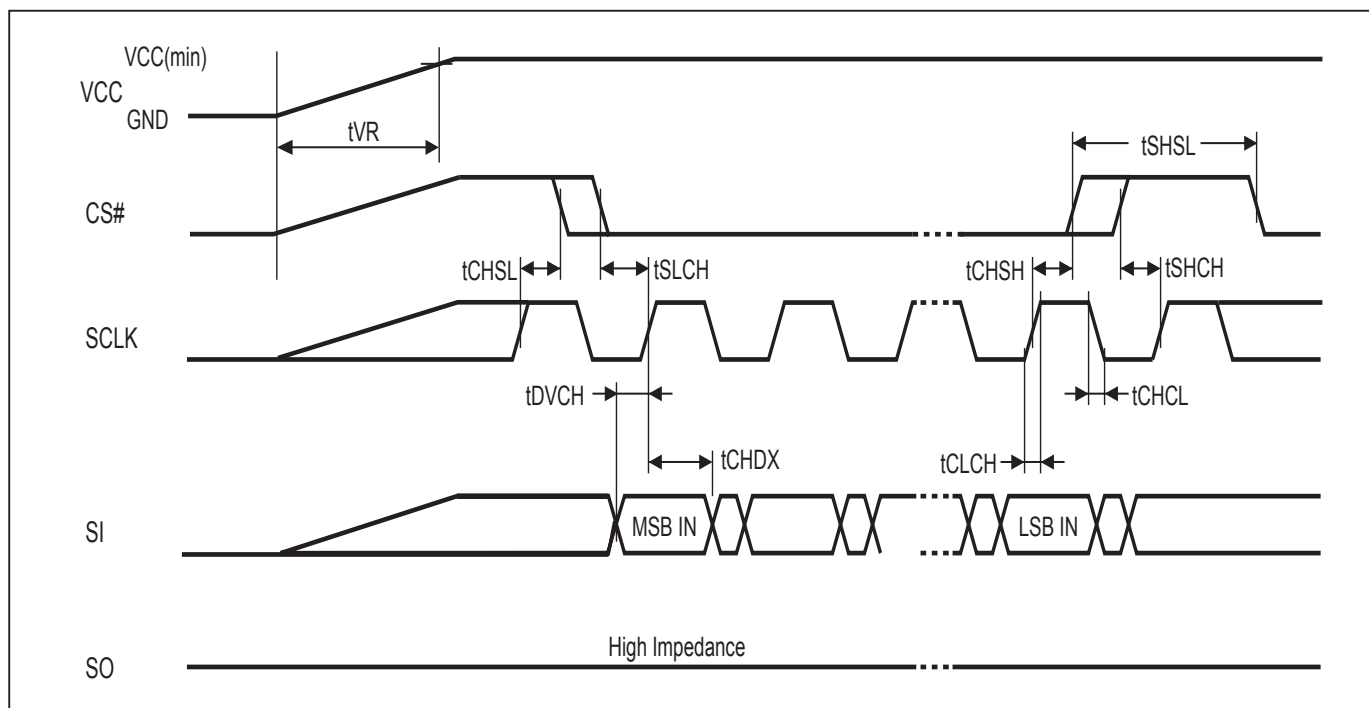 VCC(min)
VCC
GND
tVR
tSHSL
CS#
tCHSL
tSLCH
tCHSH
tSHCH
SCLK
tDVCH
tCHCL
tCHDX
tCLCH
SI
MSB IN
LSB IN
High Impedance
SO